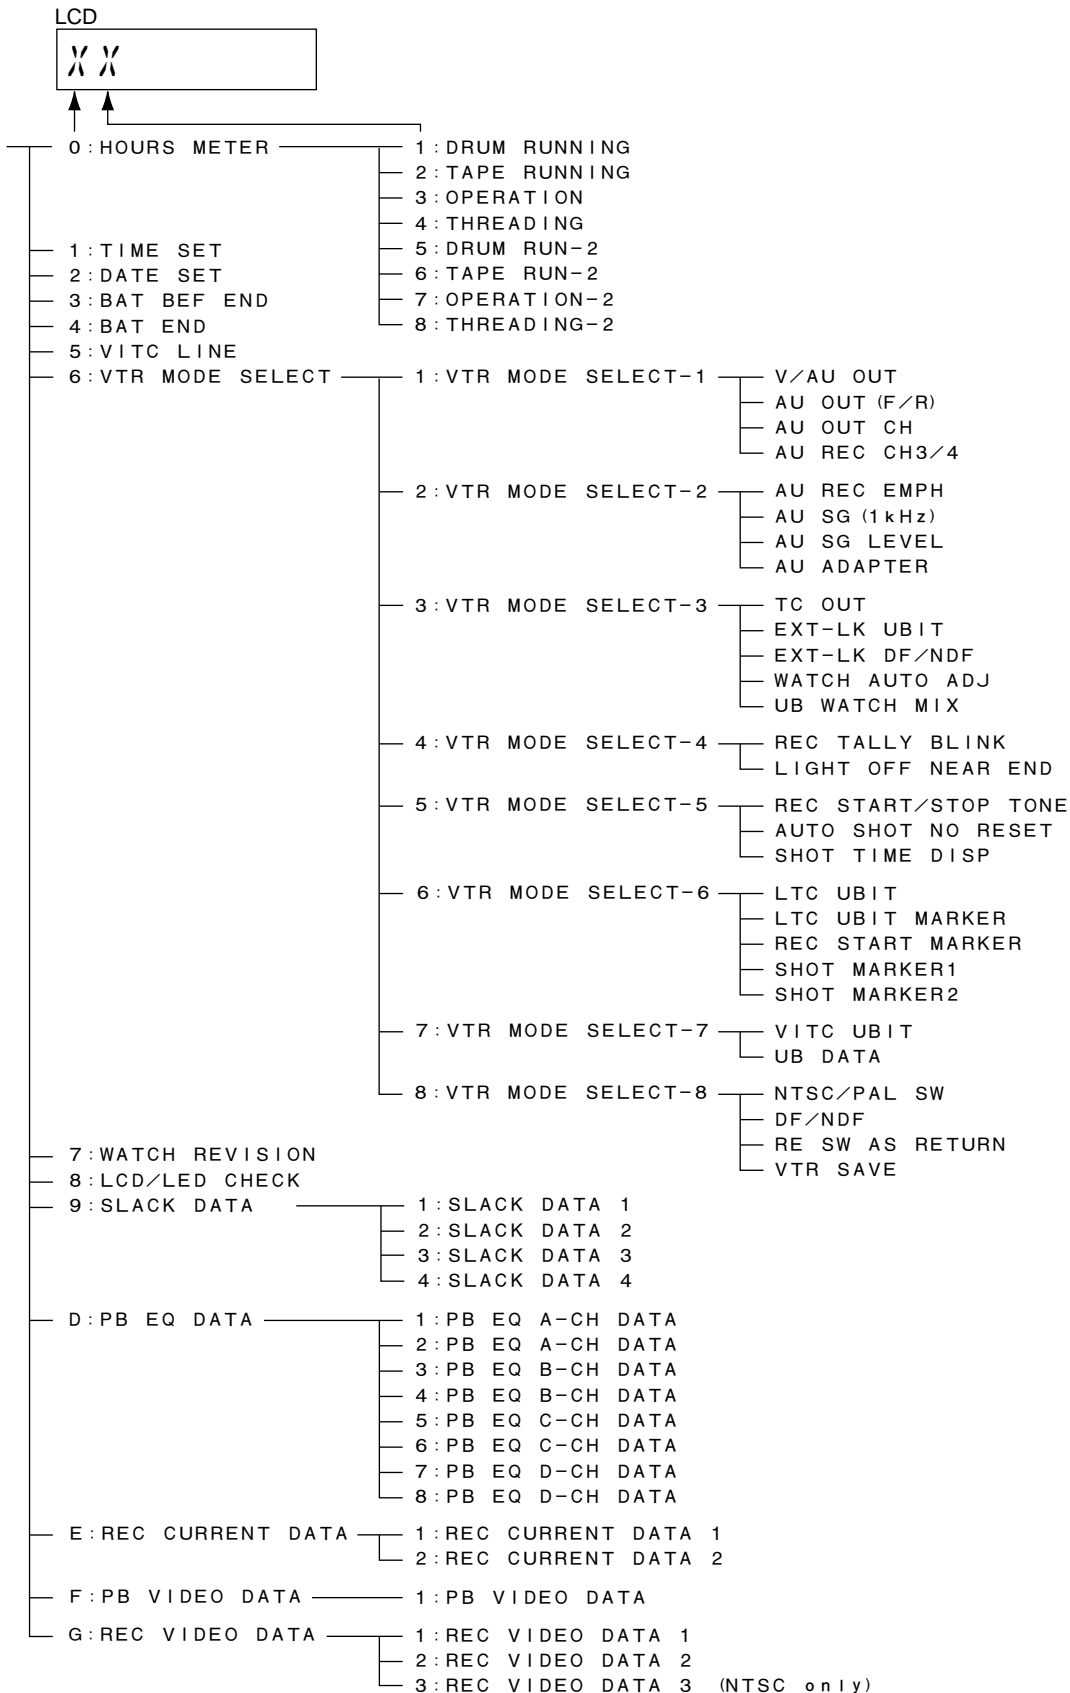 LCD
X X
0:HOURS METER 1:DRUM RUNNING
2:TAPE RUNNING
3:OPERATION
4:THREADING
1:TIME SET 5:DRUM RUN-2
2:DATE SET 6:TAPE RUN-2
3:BAT BEF END 7:OPERATION-2
4:BAT END 8:THREADING-2
5:VITC LINE
6:VTR MODE SELECT 1:VTR MODE SELECT-1 V/AU OUT
AU OUT (F/R)
AU OUT CH
AU REC CH3/4
2:VTR MODE SELECT-2 AU REC EMPH
AU SG (1kHz)
AU SG LEVEL
AU ADAPTER
3:VTR MODE SELECT-3 TC OUT
EXT-LK UBIT
EXT-LK DF/NDF
WATCH AUTO ADJ
UB WATCH MIX
4:VTR MODE SELECT-4 REC TALLY BLINK
LIGHT OFF NEAR END
5:VTR MODE SELECT-5 REC START/STOP TONE
AUTO SHOT NO RESET
SHOT TIME DISP
6:VTR MODE SELECT-6 LTC UBIT
LTC UBIT MARKER
REC START MARKER
SHOT MARKER1
SHOT MARKER2
7:VTR MODE SELECT-7 VITC UBIT
UB DATA
8:VTR MODE SELECT-8 NTSC/PAL SW
DF/NDF
RE SW AS RETURN
VTR SAVE
7:WATCH REVISION
8:LCD/LED CHECK
9:SLACK DATA 1:SLACK DATA 1
2:SLACK DATA 2
3:SLACK DATA 3
4:SLACK DATA 4
D:PB EQ DATA 1:PB EQ A-CH DATA
2:PB EQ A-CH DATA
3:PB EQ B-CH DATA
4:PB EQ B-CH DATA
5:PB EQ C-CH DATA
6:PB EQ C-CH DATA
7:PB EQ D-CH DATA
8:PB EQ D-CH DATA
E:REC CURRENT DATA 1:REC CURRENT DATA 1
2:REC CURRENT DATA 2
F:PB VIDEO DATA 1:PB VIDEO DATA
G:REC VIDEO DATA 1:REC VIDEO DATA 1
2:REC VIDEO DATA 2
3:REC VIDEO DATA 3 (NTSC only)